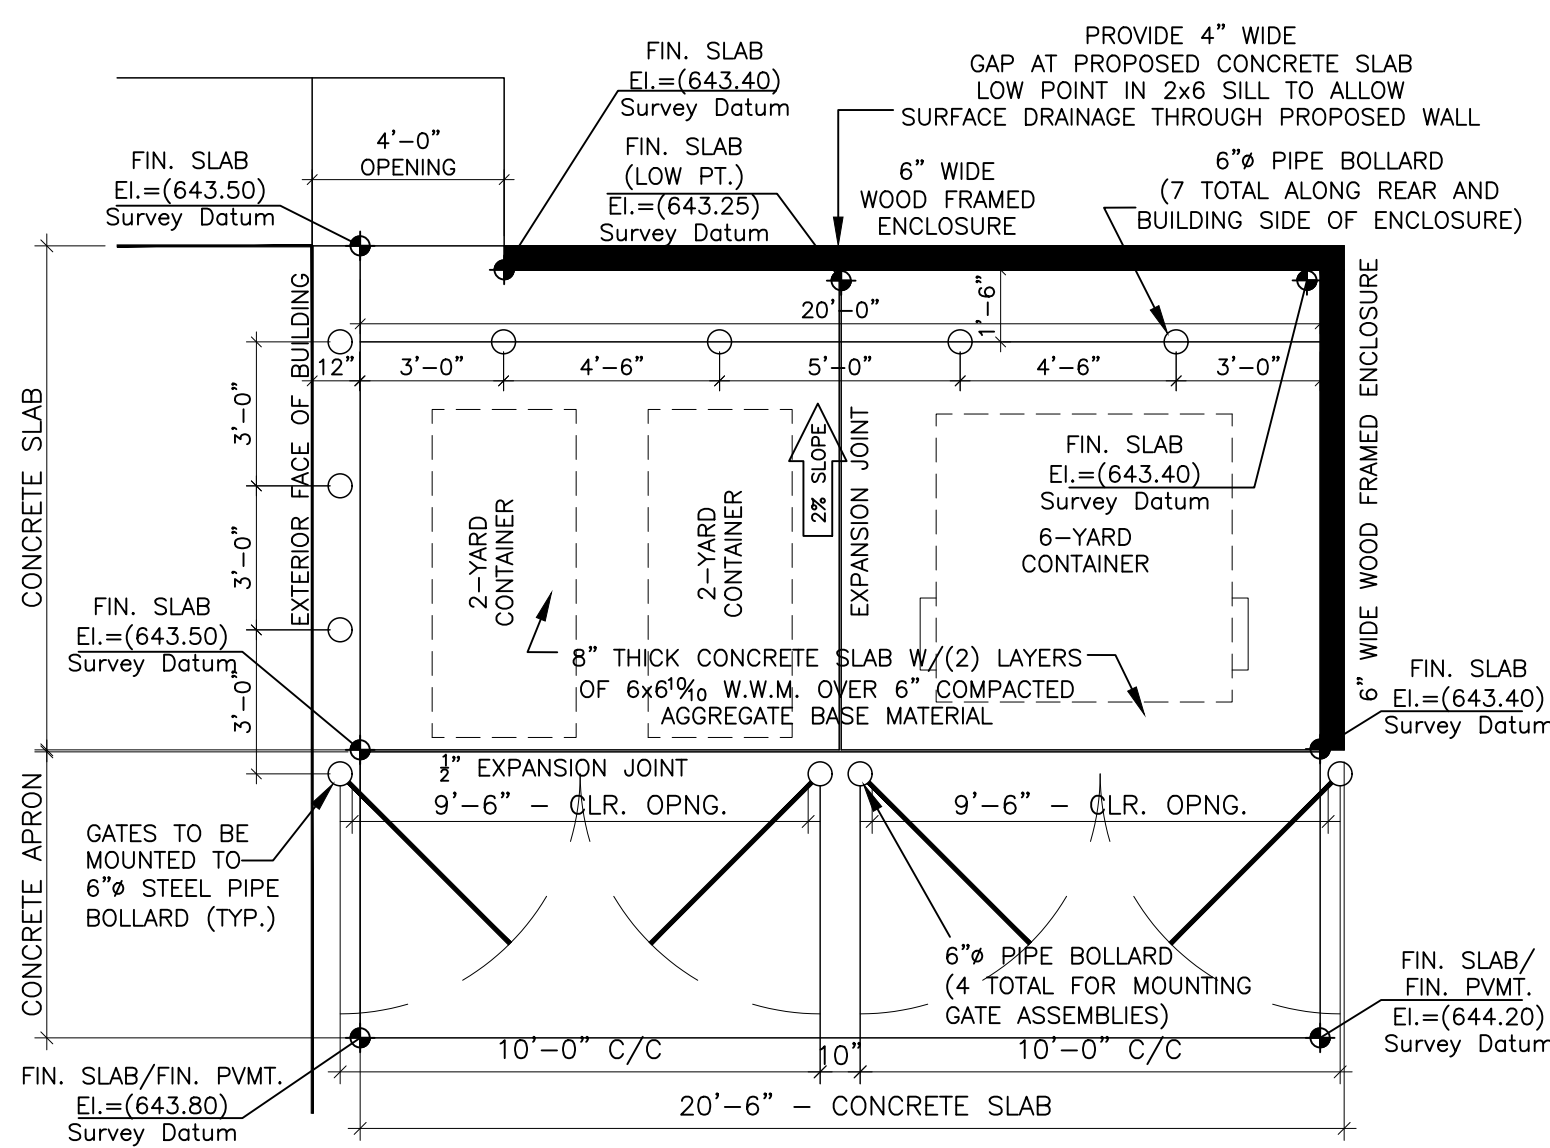 FIN. SLAB
El.=(643.40)
Survey Datum
PROVIDE 4" WIDE
GAP AT PROPOSED CONCRETE SLAB
LOW POINT IN 2x6 SILL TO ALLOW
SURFACE DRAINAGE THROUGH PROPOSED WALL
4'-0"
OPENING
FIN. SLAB
El.=(643.50)
Survey Datum
FIN. SLAB
(LOW PT.)
El.=(643.25)
Survey Datum
6" WIDE
WOOD FRAMED
ENCLOSURE
6"ø PIPE BOLLARD
(7 TOTAL ALONG REAR AND
BUILDING SIDE OF ENCLOSURE)
20'-0"
1'-6"
12"
3'-0"
4'-6"
5'-0"
4'-6"
3'-0"
CONCRETE SLAB
3'-0"
3'-0"
3'-0"
EXTERIOR FACE OF BUILDING
2-YARD
CONTAINER
2-YARD
CONTAINER
2% SLOPE
EXPANSION JOINT
FIN. SLAB
El.=(643.40)
Survey Datum
6-YARD
CONTAINER
6" WIDE WOOD FRAMED ENCLOSURE
FIN. SLAB
El.=(643.50)
Survey Datum
8" THICK CONCRETE SLAB W/(2) LAYERS
OF 6x6 10/10 W.W.M. OVER 6" COMPACTED
AGGREGATE BASE MATERIAL
FIN. SLAB
El.=(643.40)
Survey Datum
1/2" EXPANSION JOINT
9'-6" - CLR. OPNG.
9'-6" - CLR. OPNG.
CONCRETE APRON
GATES TO BE
MOUNTED TO
6"ø STEEL PIPE
BOLLARD (TYP.)
6"ø PIPE BOLLARD
(4 TOTAL FOR MOUNTING
GATE ASSEMBLIES)
FIN. SLAB/
FIN. PVMT.
El.=(644.20)
Survey Datum
10'-0" C/C
10"
10'-0" C/C
FIN. SLAB/FIN. PVMT.
El.=(643.80)
Survey Datum
20'-6" - CONCRETE SLAB